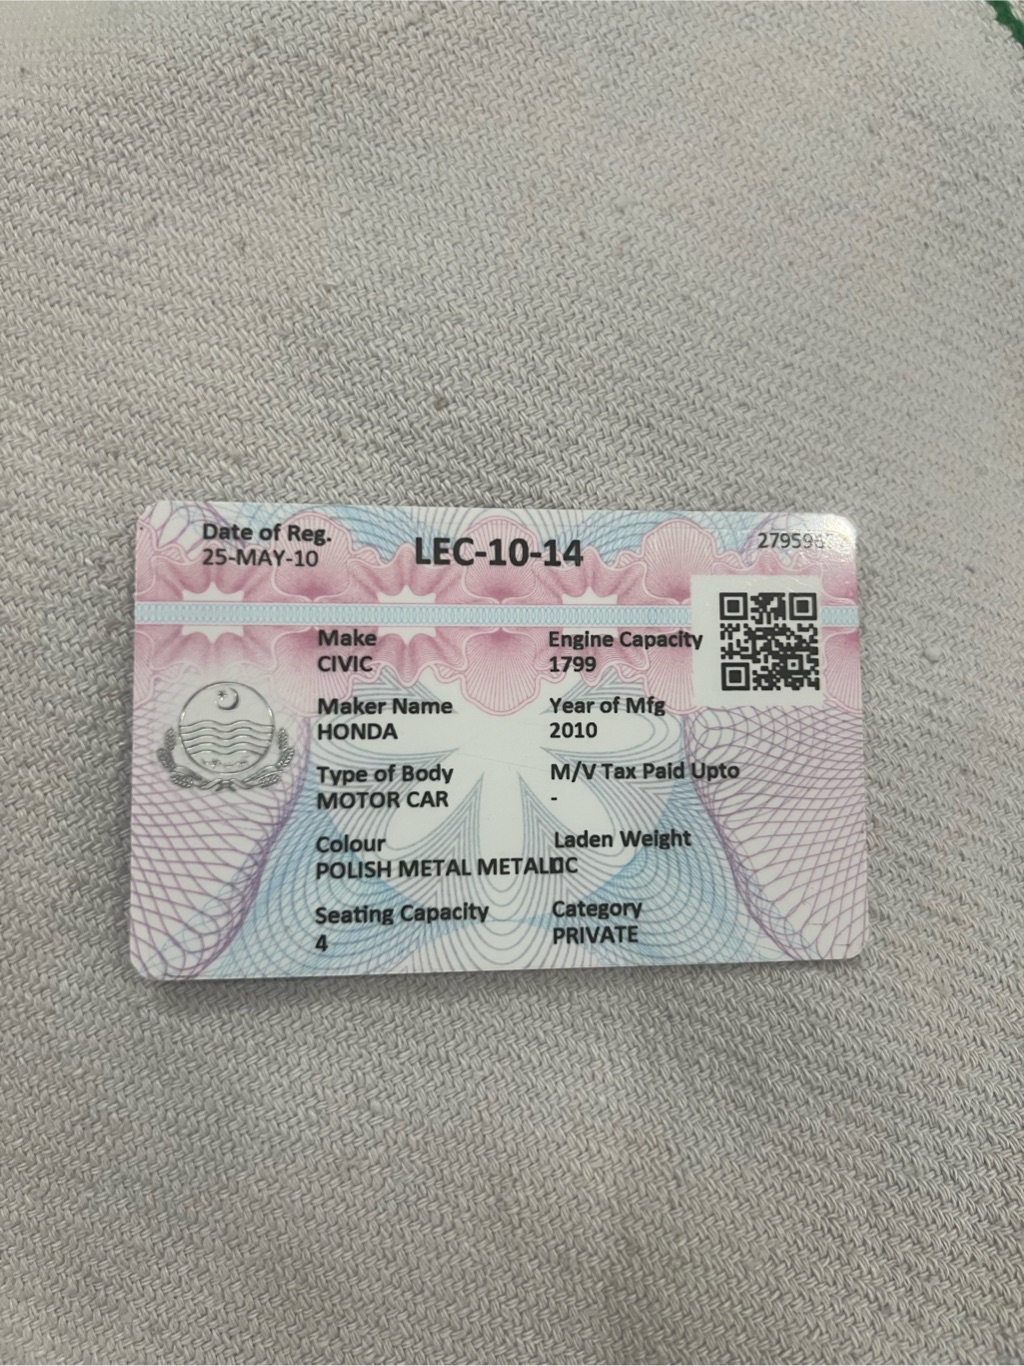 Date of Reg.
25-MAY-10
LEC-10-14
Make
CIVIC
Engine Capacity
1799
Maker Name
HONDA
Year of Mfg
2010
Type of Body
MOTOR CAR
M/V Tax Paid Upto
-
Colour
POLISH METAL METALIC
Laden Weight
Seating Capacity
4
Category
PRIVATE